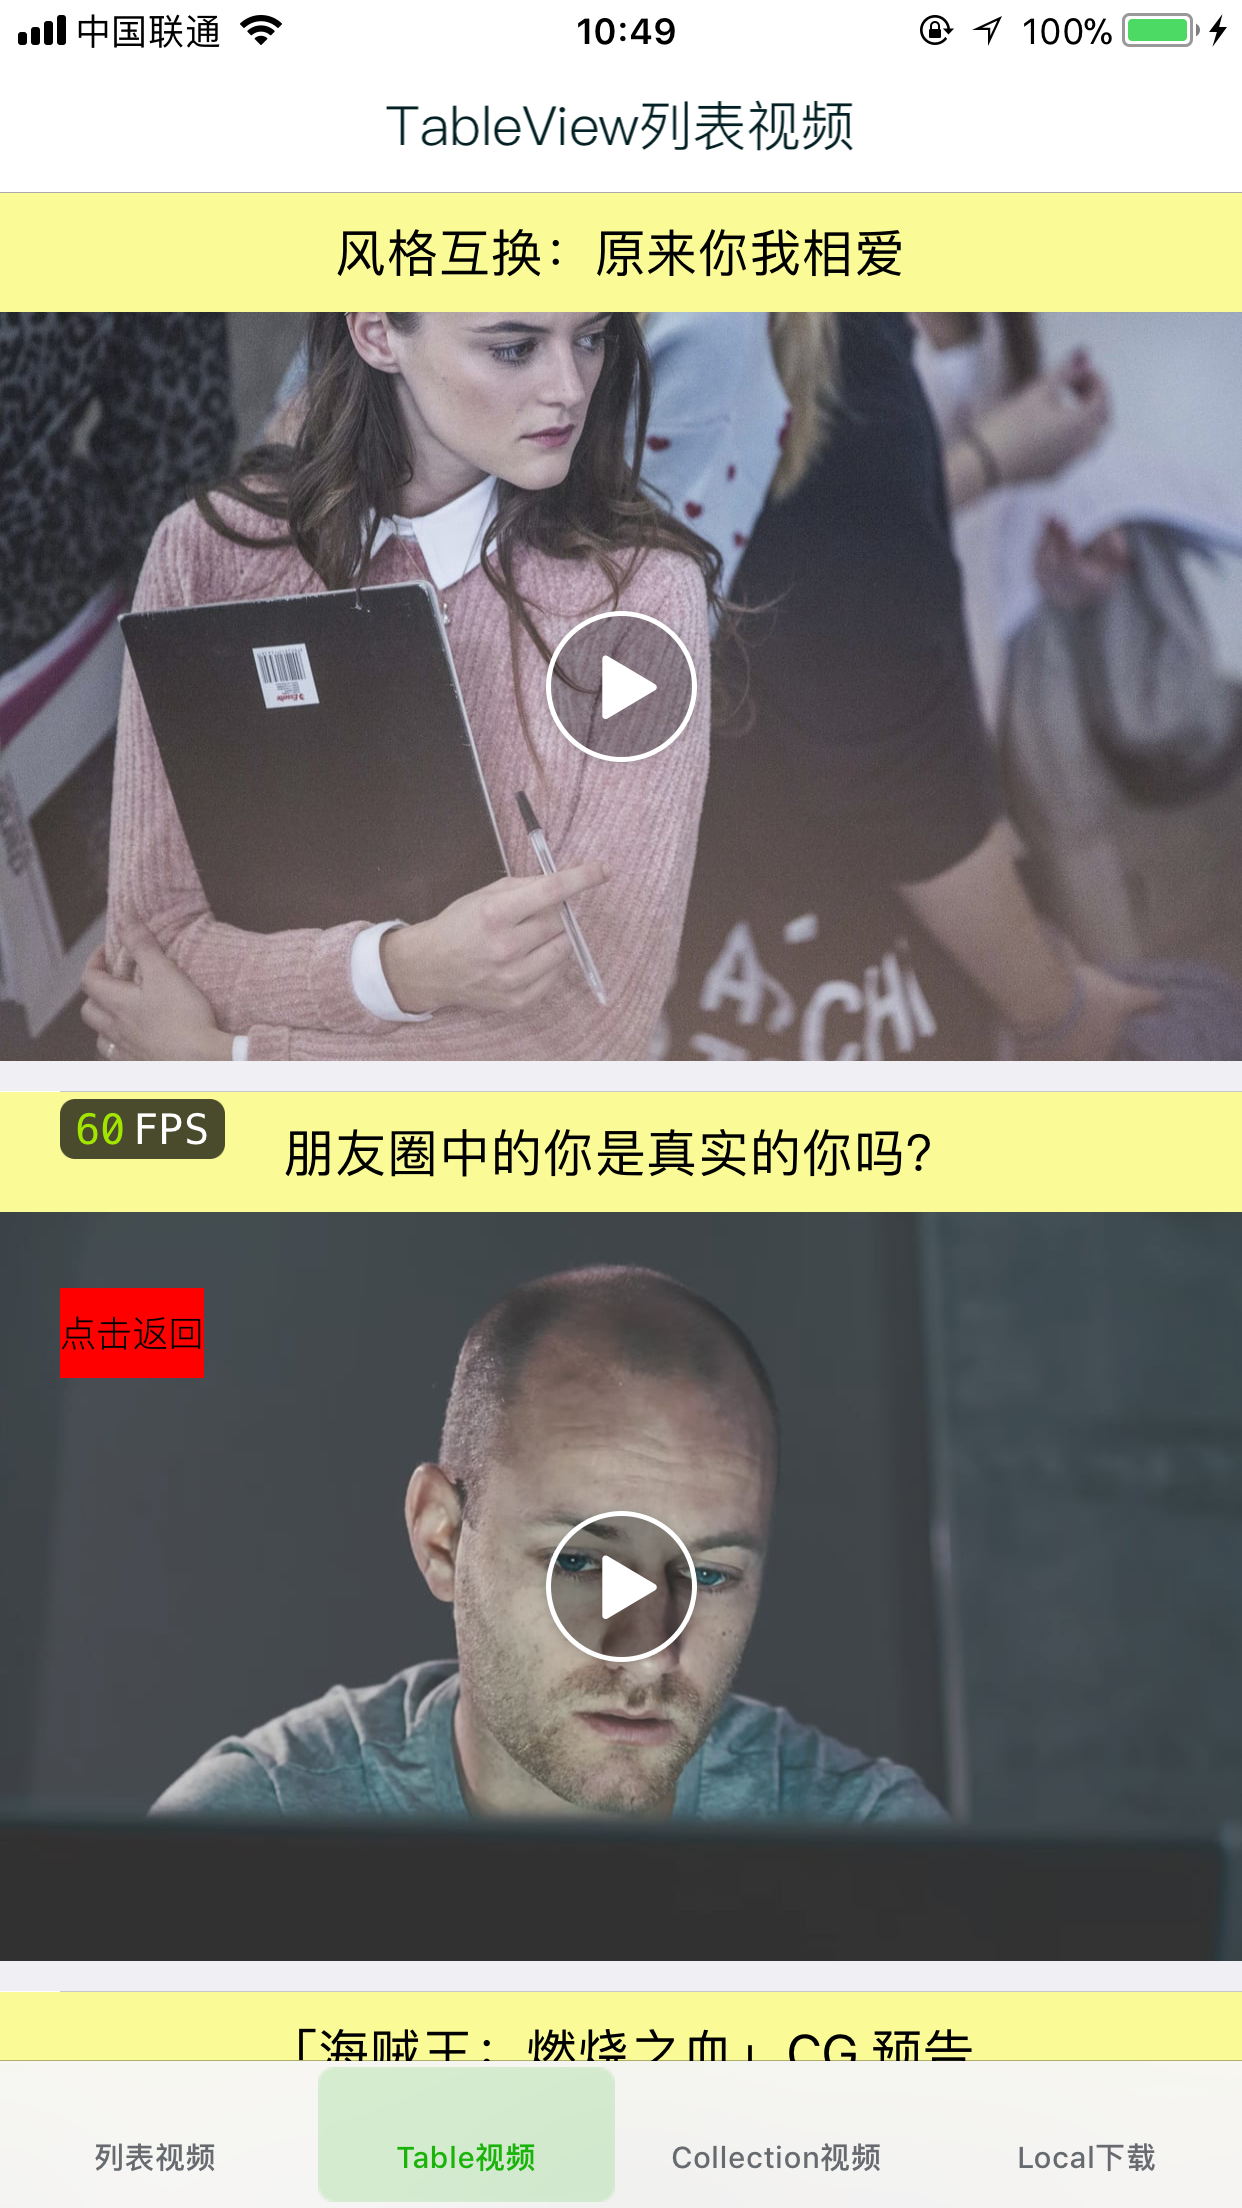 中国联通
10:49
100%
TableView列表视频
风格互换：原来你我相爱
60 FPS
朋友圈中的你是真实的你吗?
点击返回
「海贼王：燃烧之血」CG 预告
列表视频
Table视频
Collection视频
Local下载